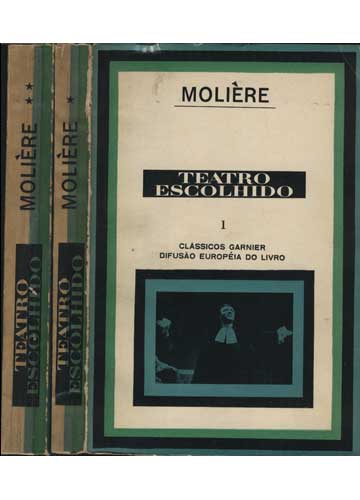 MOLIÈRE **
TEATRO
ESCOLHIDO
MOLIÈRE *
TEATRO
ESCOLHIDO
MOLIÈRE
TEATRO
ESCOLHIDO
1
CLÁSSICOS GARNIER
DIFUSÃO EUROPÉIA DO LIVRO